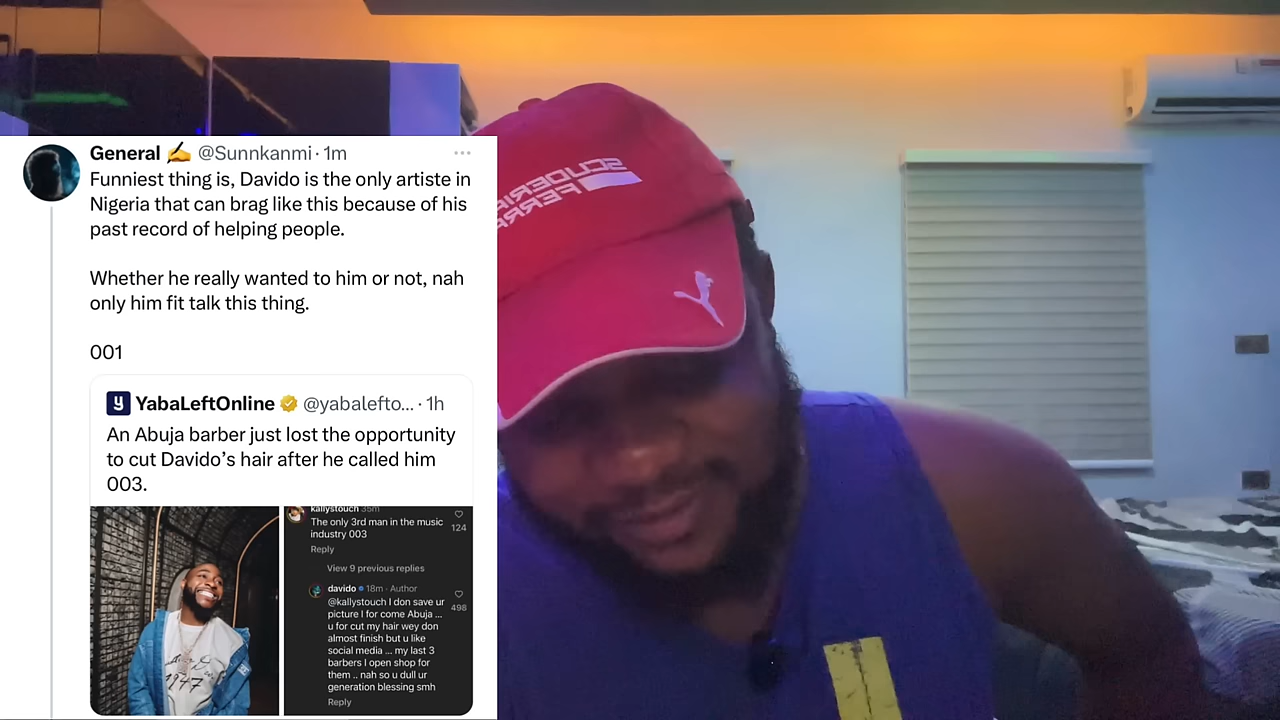 General ✍️ @Sunnkanmi · 1m
Funniest thing is, Davido is the only artiste in
Nigeria that can brag like this because of his
past record of helping people.
Whether he really wanted to him or not, nah
only him fit talk this thing.
001
YabaLeftOnline @yabalefto... · 1h
An Abuja barber just lost the opportunity
to cut Davido's hair after he called him
003.
kallystouch 35m
The only 3rd man in the music
industry 003
124
Reply
View 9 previous replies
davido · 18m · Author
@kallystouch I don save ur
picture I for come Abuja ...
u for cut my hair wey don
almost finish but u like
social media ... my last 3
barbers I open shop for
them .. nah so u dull ur
generation blessing smh
498
Reply
1947
SCUDERIA
FERRARI